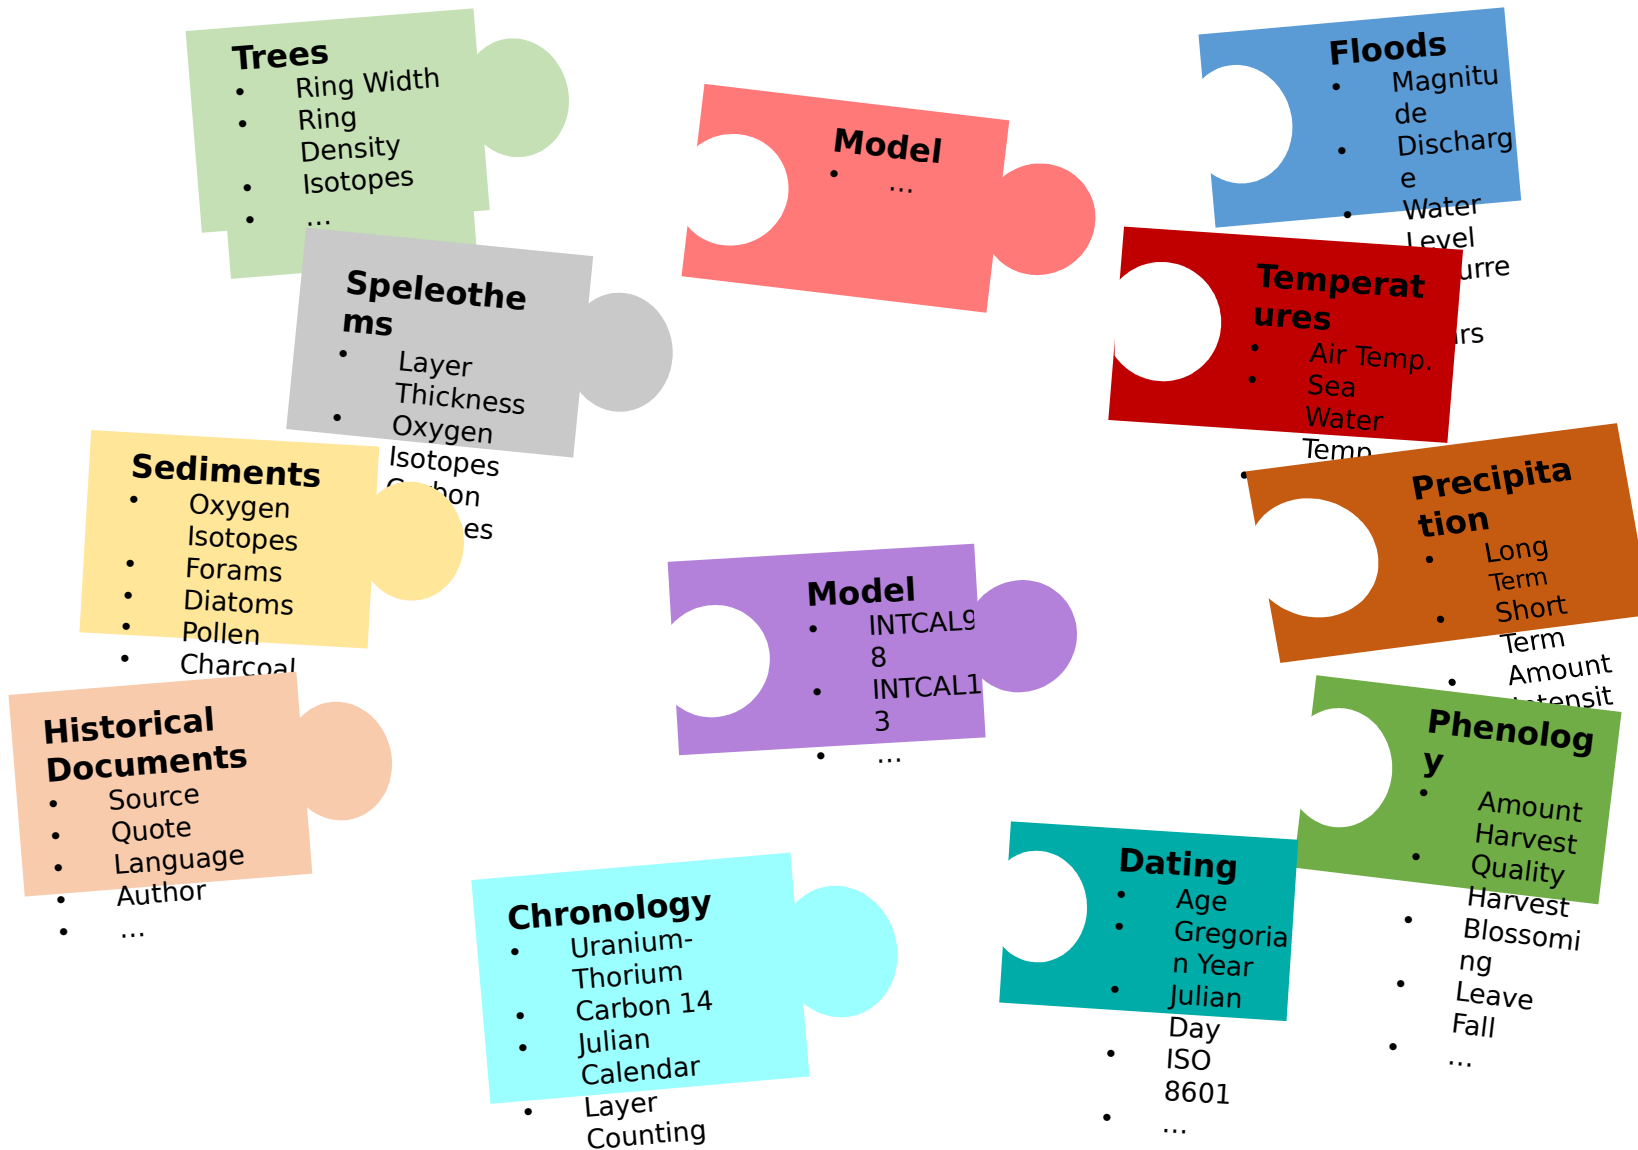 Trees
• Ring Width
• Ring
Density
• Isotopes
• ...
Speleothe
ms
• Layer
Thickness
• Oxygen
Isotopes
Sediments
• Oxygen
Isotopes
• Forams
• Diatoms
• Pollen
• Charcoal
Historical
Documents
• Source
• Quote
• Language
• Author
• ...
Model
• ...
Model
• INTCAL9
8
• INTCAL1
3
• ...
Chronology
• Uranium-
Thorium
• Carbon 14
• Julian
Calendar
• Layer
Counting
Floods
• Magnitu
de
• Discharg
e
• Water
Level
Temperat
ures
• Air Temp.
• Sea
Water
Temp
Precipita
tion
• Long
Term
• Short
Term
• Amount
Phenolog
y
• Amount
Harvest
• Quality
Harvest
• Blossomi
ng
• Leave
Fall
• ...
Dating
• Age
• Gregoria
n Year
• Julian
Day
• ISO
8601
• ...